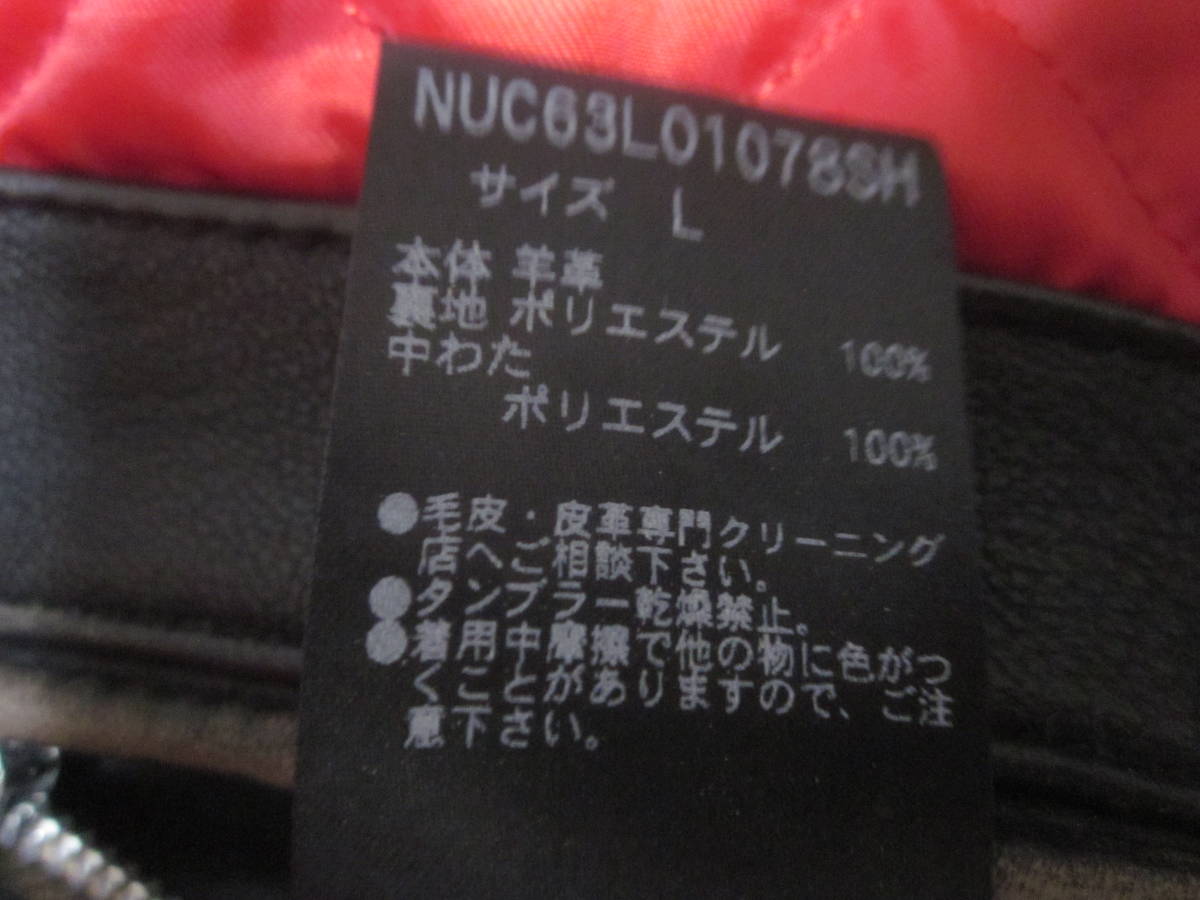 NUC63L01078SH
サイズ L
本体 羊革
裏地 ポリエステル 100%
中わた
ポリエステル 100%
●毛皮・皮革専門クリーニング
店へご相談下さい。
●タンブラー乾燥禁止。
●着用中摩擦で他の物に色がつ
くことがありますので、ご注
意下さい。